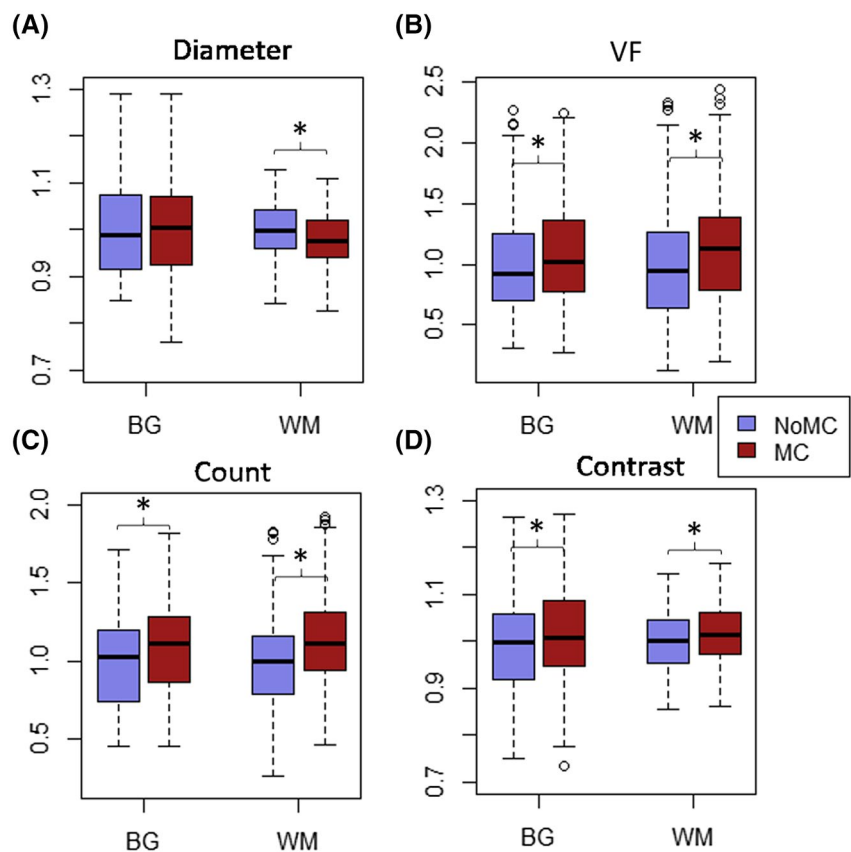 (A)
Diameter
*
1.3
1.1
0.9
0.7
BG WM
(B)
VF
* *
2.5
2.0
1.5
1.0
0.5
BG WM
NoMC
MC
(C)
Count
* *
2.0
1.5
1.0
0.5
BG WM
(D)
Contrast
* *
1.3
1.1
0.9
0.7
BG WM